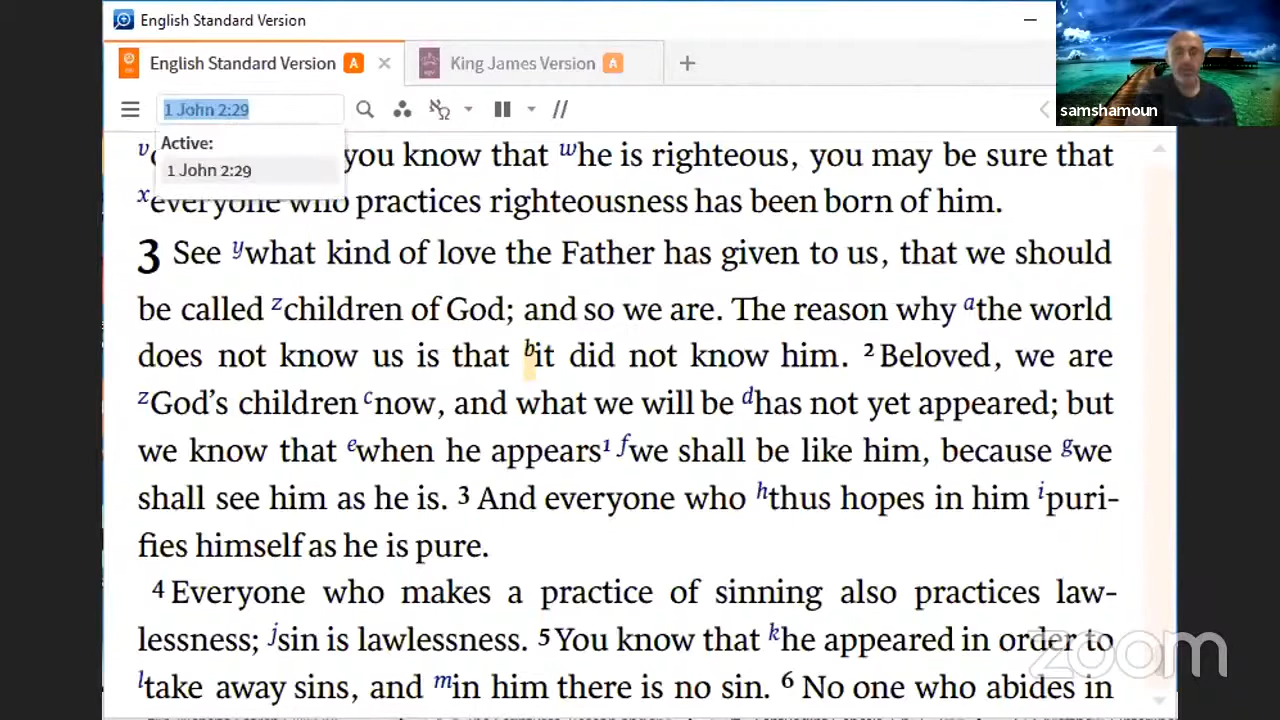 English Standard Version
English Standard Version A
King James Version A
samshamoun
1 John 2:29
Active:
1 John 2:29
v you know that w he is righteous, you may be sure that
x everyone who practices righteousness has been born of him.
3 See y what kind of love the Father has given to us, that we should
be called z children of God; and so we are. The reason why a the world
does not know us is that b it did not know him. 2 Beloved, we are
z God’s children c now, and what we will be d has not yet appeared; but
we know that e when he appears 1 f we shall be like him, because g we
shall see him as he is. 3 And everyone who h thus hopes in him i puri-
fies himself as he is pure.
4 Everyone who makes a practice of sinning also practices law-
lessness; j sin is lawlessness. 5 You know that k he appeared in order to
l take away sins, and m in him there is no sin. 6 No one who abides in
zoom